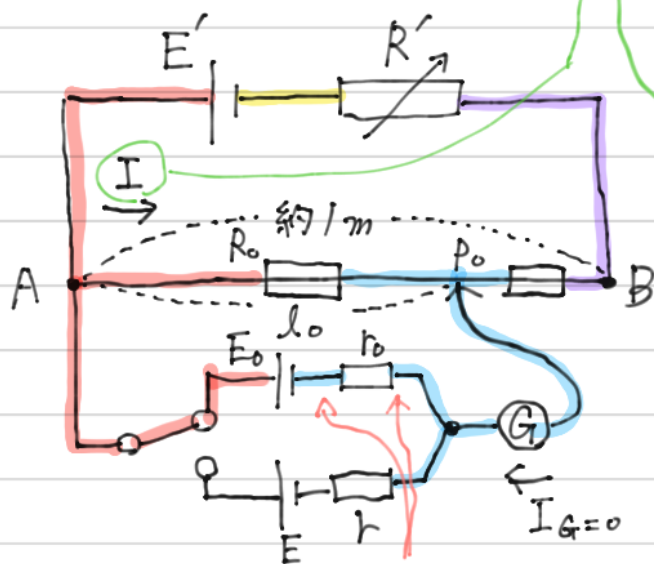 E′ R′
I
約1m
R₀ P₀
A B
l₀
E₀ r₀
G
r
I_G=0
E